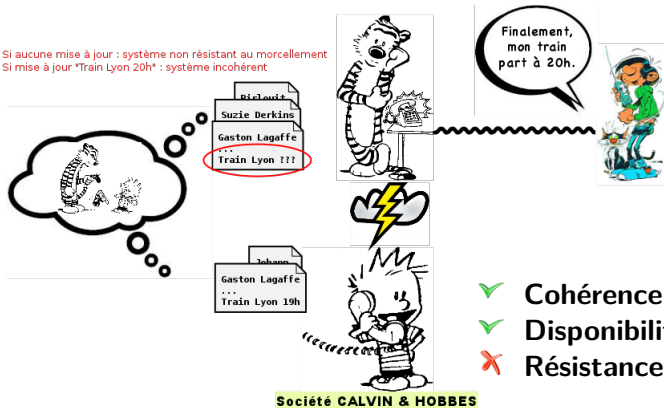 Finalement,
mon train
part à 20h.
Si aucune mise à jour : système non résistant au morcellement
Si mise à jour "Train Lyon 20h" : système incohérent
Pirlouit
Suzie Derkins
Gaston Lagaffe
...
Train Lyon ???
Johann
Gaston Lagaffe
...
Train Lyon 19h
Cohérence
Disponibilit
Résistance
Société CALVIN & HOBBES